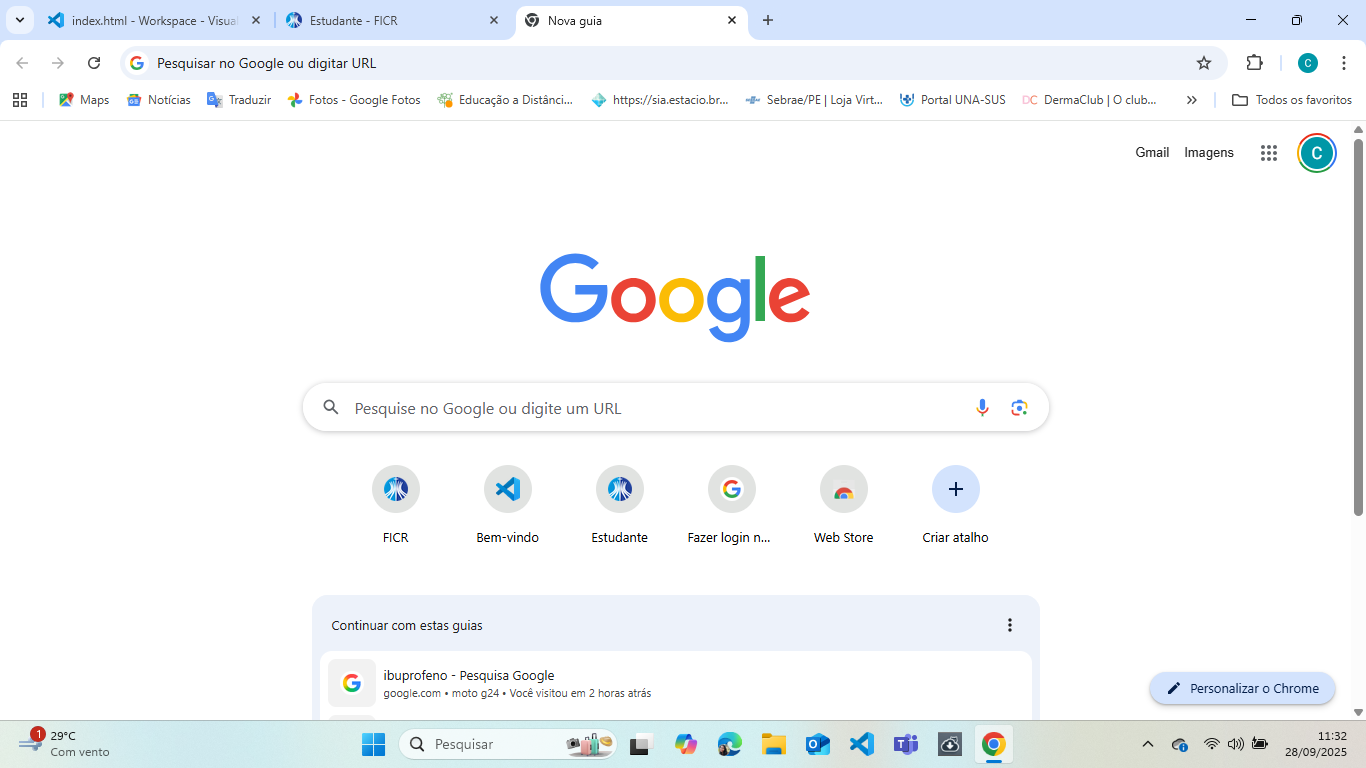 index.html - Workspace - Visual
Estudante - FICR
Nova guia
Pesquisar no Google ou digitar URL
C
Maps
Notícias
Traduzir
Fotos - Google Fotos
Educação a Distânci...
https://sia.estacio.br...
Sebrae/PE | Loja Virt...
Portal UNA-SUS
DC
DermaClub | O club...
Todos os favoritos
Gmail
Imagens
C
Google
Pesquise no Google ou digite um URL
FICR
Bem-vindo
Estudante
Fazer login n...
Web Store
Criar atalho
Continuar com estas guias
ibuprofeno - Pesquisa Google
google.com • moto g24 • Você visitou em 2 horas atrás
Personalizar o Chrome
1
29°C
Com vento
Pesquisar
11:32
28/09/2025